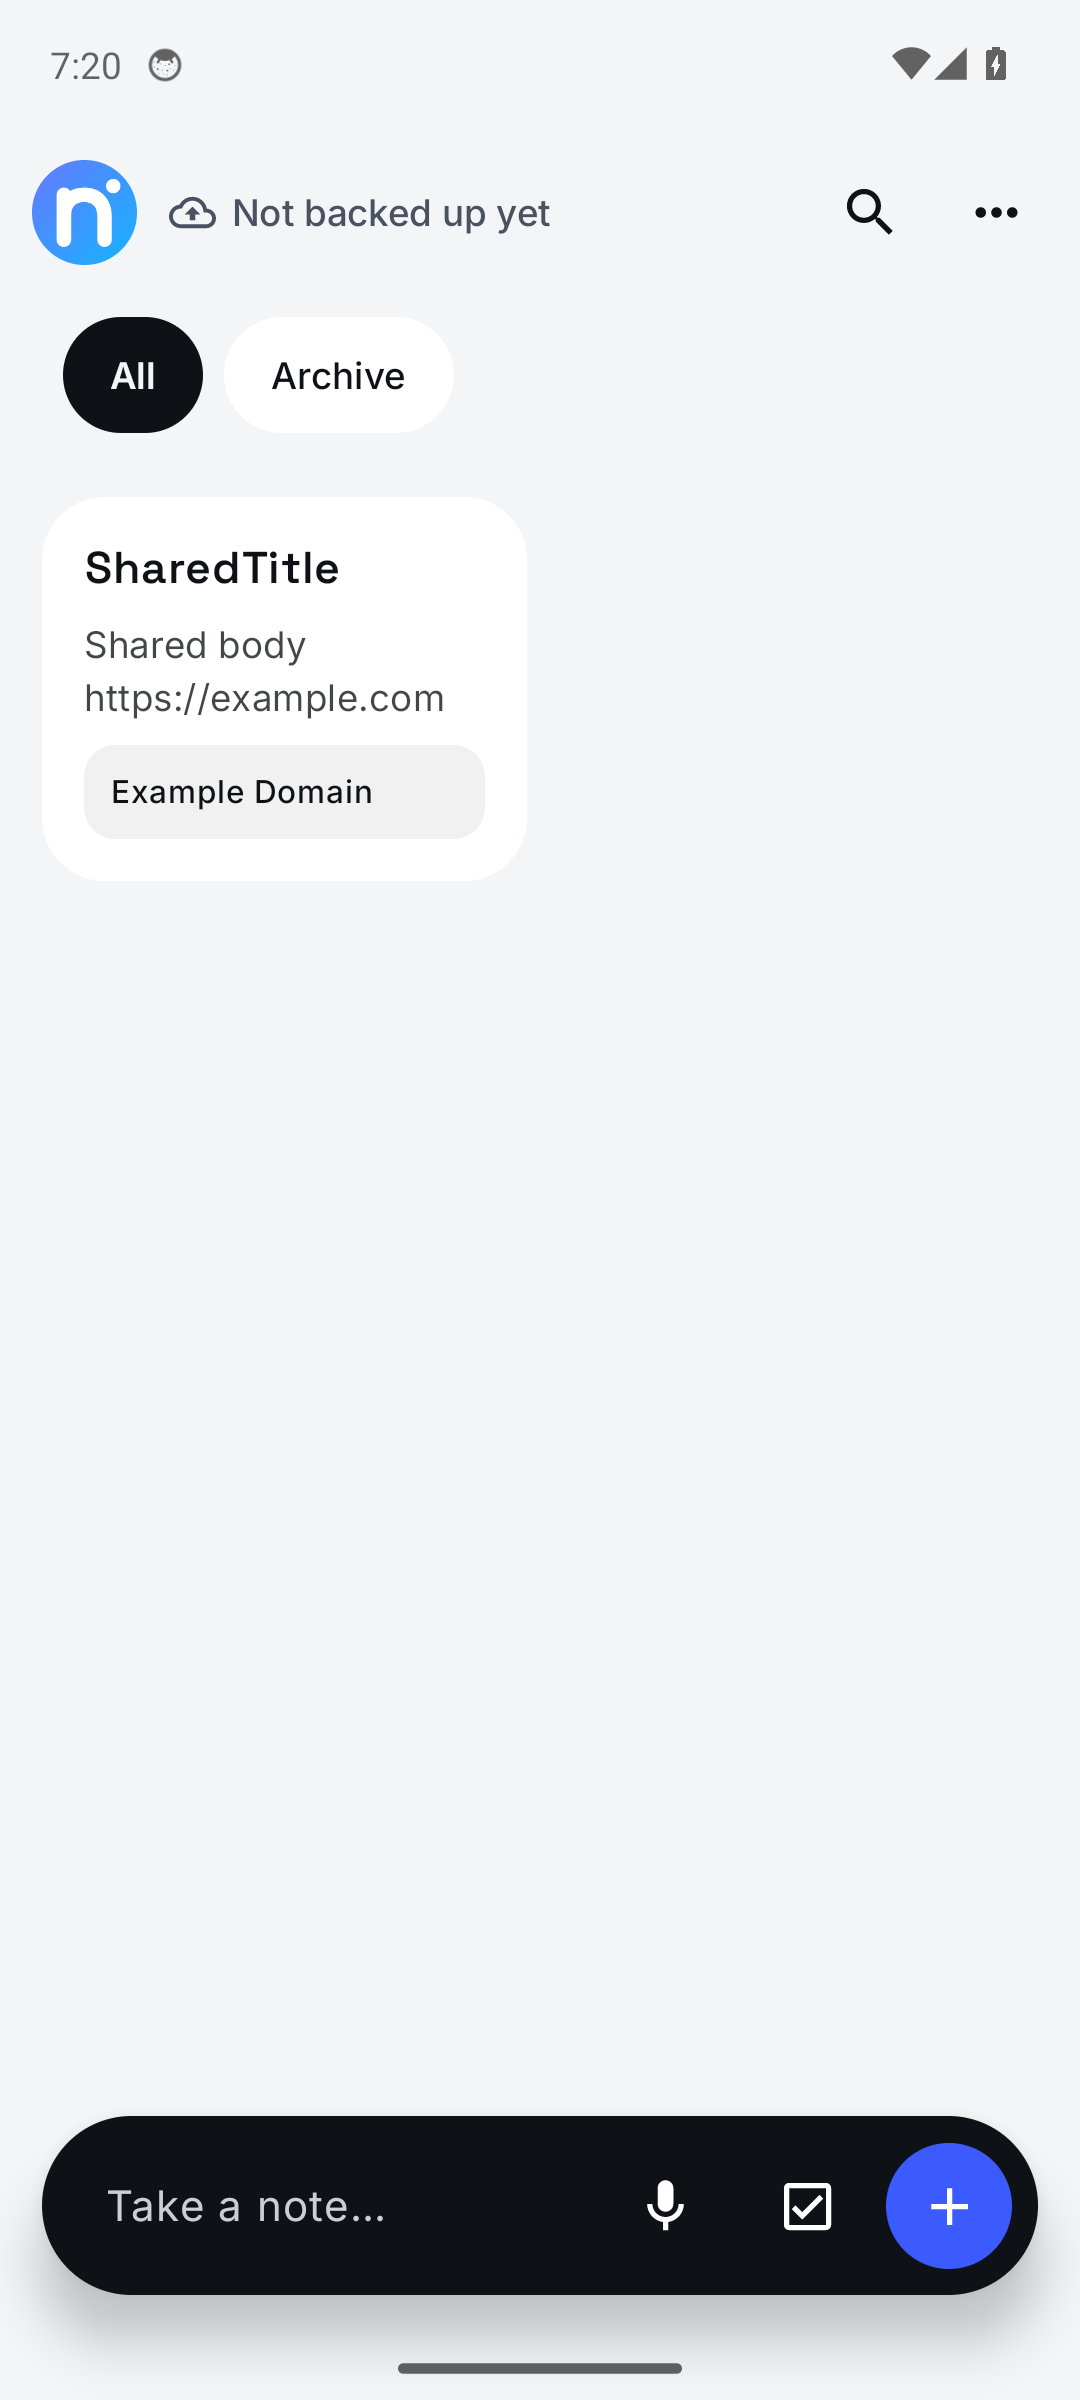 7:20
Not backed up yet
All
Archive
SharedTitle
Shared body
https://example.com
Example Domain
Take a note...